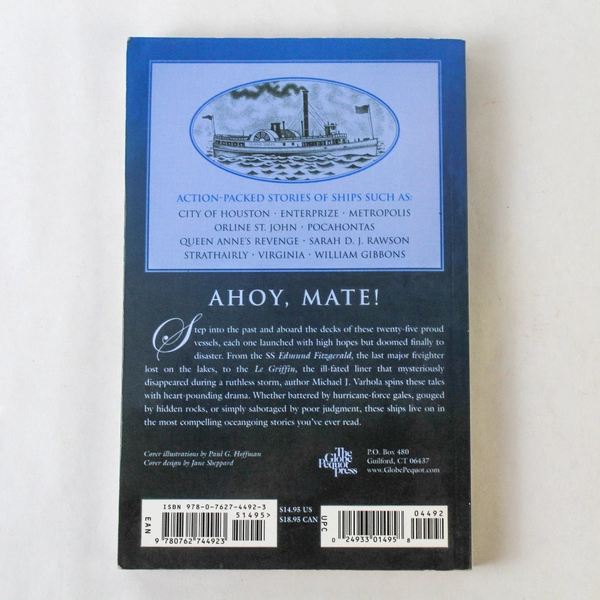 ACTION-PACKED STORIES OF SHIPS SUCH AS:
CITY OF HOUSTON · ENTERPRIZE · METROPOLIS
ORLINE ST. JOHN · POCAHONTAS
QUEEN ANNE'S REVENGE · SARAH D. J. RAWSON
STRATHAIRLY · VIRGINIA · WILLIAM GIBBONS
AHOY, MATE!
Step into the past and aboard the decks of these twenty-five proud
vessels, each one launched with high hopes but doomed finally to
disaster. From the SS Edmund Fitzgerald, the last major freighter
lost on the lakes, to the Le Griffin, the ill-fated liner that mysteriously
disappeared during a ruthless storm, author Michael J. Varhola spins these tales
with heart-pounding drama. Whether battered by hurricane-force gales, gouged
by hidden rocks, or simply sabotaged by poor judgment, these ships live on in
the most compelling oceangoing stories you've ever read.
Cover illustrations by Paul G. Hoffman
Cover design by Jane Sheppard
The
Globe
Pequot
Press
P.O. Box 480
Guilford, CT 06437
www.GlobePequot.com
ISBN 978-0-7627-4492-3
51495>
EAN
9 780762 744923
$14.95 US
$18.95 CAN
UPC
04492
0 24933 01495 8